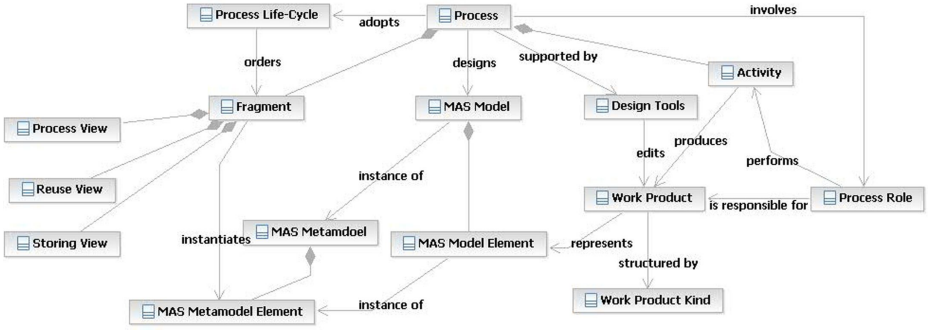 Process Life-Cycle
Process
involves
adopts
orders
designs
supported by
Activity
Fragment
MAS Model
Design Tools
Process View
edits
produces
performs
instance of
Reuse View
Work Product
is responsible for
Process Role
Storing View
instantiates
MAS Metamdoel
MAS Model Element
represents
structured by
MAS Metamodel Element
instance of
Work Product Kind